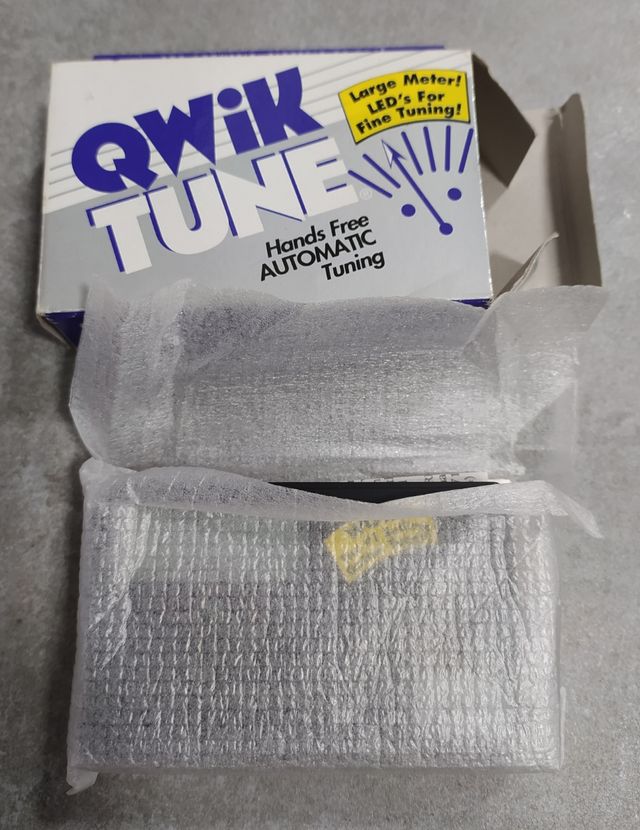 QWiK
TUNE®
Large Meter!
LED's For
Fine Tuning!
Hands Free
AUTOMATIC
Tuning